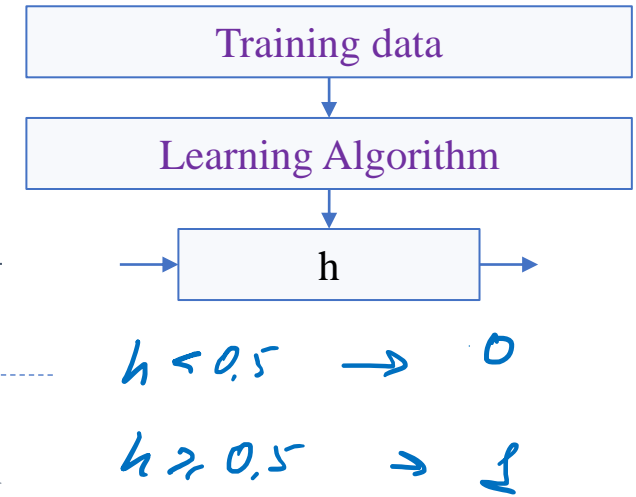 Training data
Learning Algorithm
h
h < 0,5 → 0
h ≥ 0,5 → 1